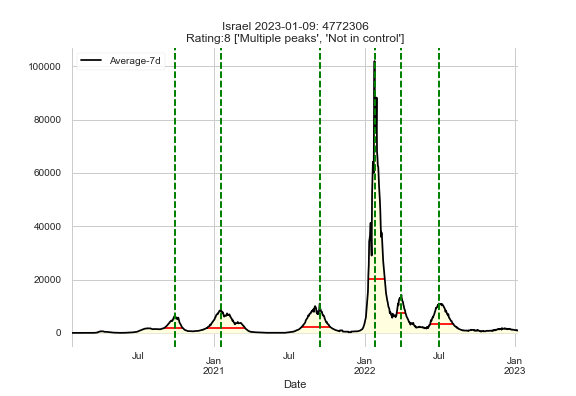 Israel 2023-01-09: 4772306
Rating:8 ['Multiple peaks', 'Not in control']
Average-7d
100000
80000
60000
40000
20000
0
Jul
Jan
2021
Jul
Jan
2022
Jul
Jan
2023
Date